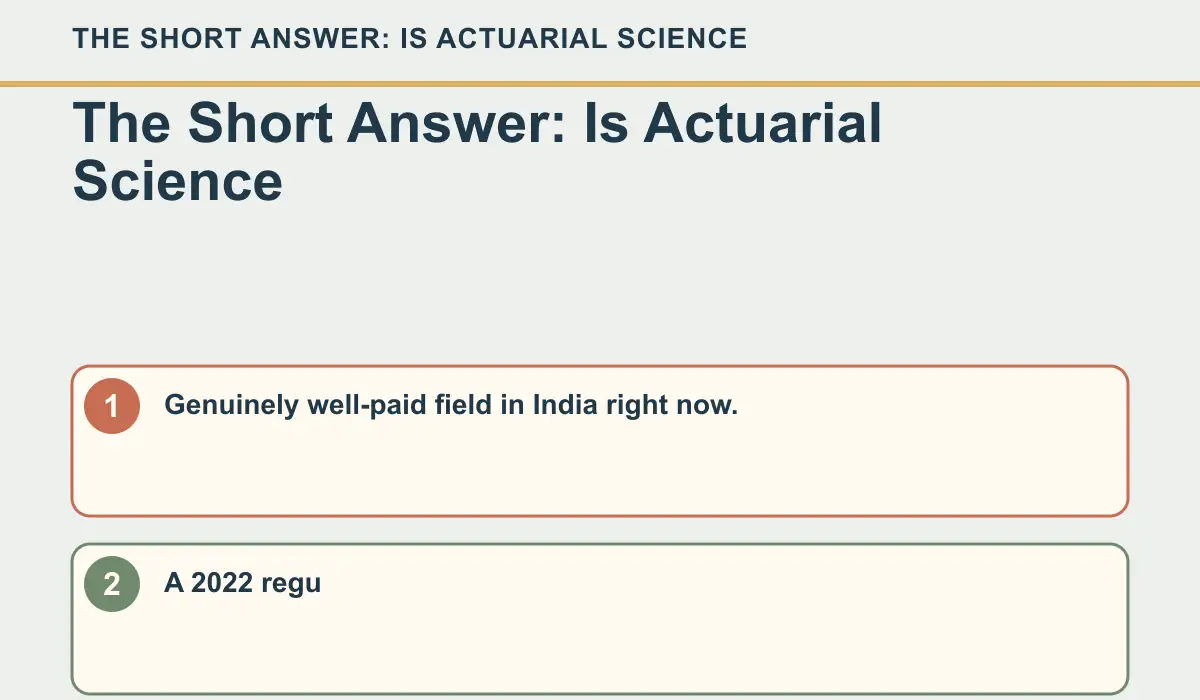 THE SHORT ANSWER: IS ACTUARIAL SCIENCE
The Short Answer: Is Actuarial
Science
1 Genuinely well-paid field in India right now.
2 A 2022 regu